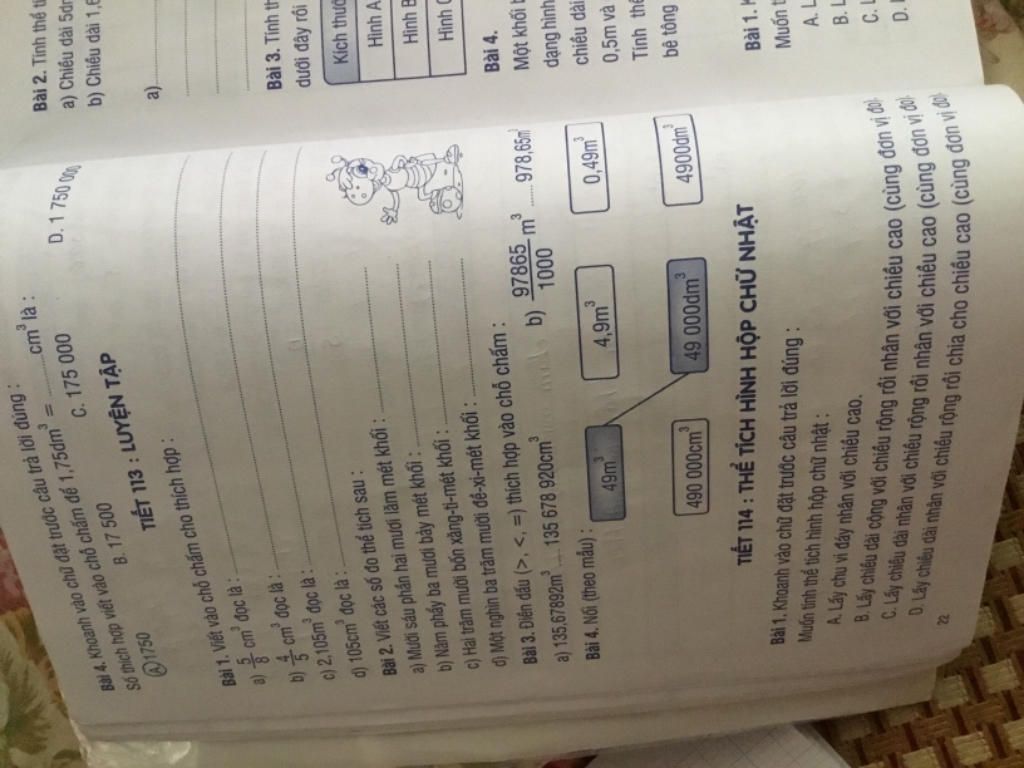 Bài 4. Khoanh vào chữ đặt trước câu trả lời đúng :
Số thích hợp viết vào chỗ chấm để 1,75dm³ = ........cm³ là :
A. 1750 B. 17 500 C. 175 000 D. 1 750 000
TIẾT 113 : LUYỆN TẬP
Bài 1. Viết vào chỗ chấm cho thích hợp :
a) 5/8 cm³ đọc là :
b) 4/5 cm³ đọc là :
c) 2,105m³ đọc là :
d) 105cm³ đọc là :
Bài 2. Viết các số đo thể tích sau :
a) Mười sáu phần hai mươi lăm mét khối :
b) Năm phẩy ba mươi bảy mét khối :
c) Hai trăm mười bốn xăng-ti-mét khối :
d) Một nghìn ba trăm mười đề-xi-mét khối :
Bài 3. Điền dấu (>, <, =) thích hợp vào chỗ chấm :
a) 135,67892m³ ..... 135 678 920cm³ b) 97865/1000 m³ ..... 978,65m³
Bài 4. Nối (theo mẫu) :
49m³ 4,9m³ 0,49m³
490 000cm³ 49 000dm³ 4900dm³
TIẾT 114 : THỂ TÍCH HÌNH HỘP CHỮ NHẬT
Bài 1. Khoanh vào chữ đặt trước câu trả lời đúng :
Muốn tính thể tích hình hộp chữ nhật :
A. Lấy chu vi đáy nhân với chiều cao.
B. Lấy chiều dài cộng với chiều rộng rồi nhân với chiều cao (cùng đơn vị đo).
C. Lấy chiều dài nhân với chiều rộng rồi nhân với chiều cao (cùng đơn vị đo).
D. Lấy chiều dài nhân với chiều rộng rồi chia cho chiều cao (cùng đơn vị đo).
22
Bài 2. Tính thể
a) Chiều dài 5dm
b) Chiều dài 1,6
a)
Bài 3. Tính th
dưới đây rồi
Kích thướ
Hình A
Hình B
Hình C
Bài 4.
Một khối b
dạng hình
chiều dài
0,5m và
Tính thể
bê tông
Bài 1. K
Muốn t
A. L
B. L
C. L
D. L